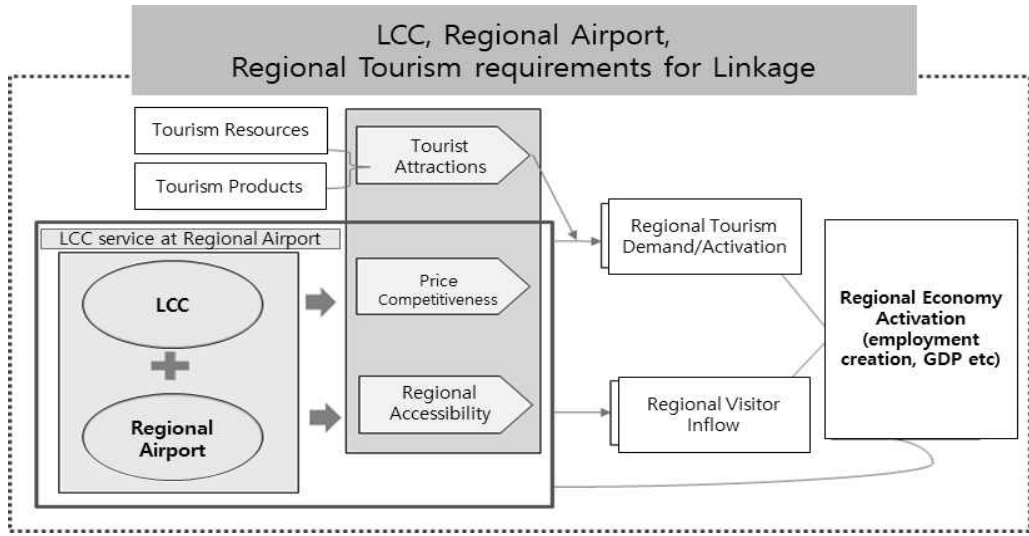 LCC, Regional Airport,
Regional Tourism requirements for Linkage
Tourism Resources
Tourism Products
Tourist
Attractions
LCC service at Regional Airport
LCC
Regional
Airport
Price
Competitiveness
Regional
Accessibility
Regional Tourism
Demand/Activation
Regional Visitor
Inflow
Regional Economy
Activation
(employment
creation, GDP etc)